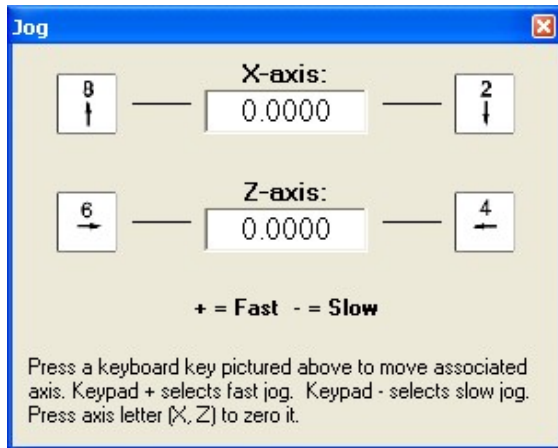 Jog
X-axis:
8 0.0000 2
Z-axis:
6 0.0000 4
+ = Fast - = Slow
Press a keyboard key pictured above to move associated
axis. Keypad + selects fast jog. Keypad - selects slow jog.
Press axis letter (X, Z) to zero it.